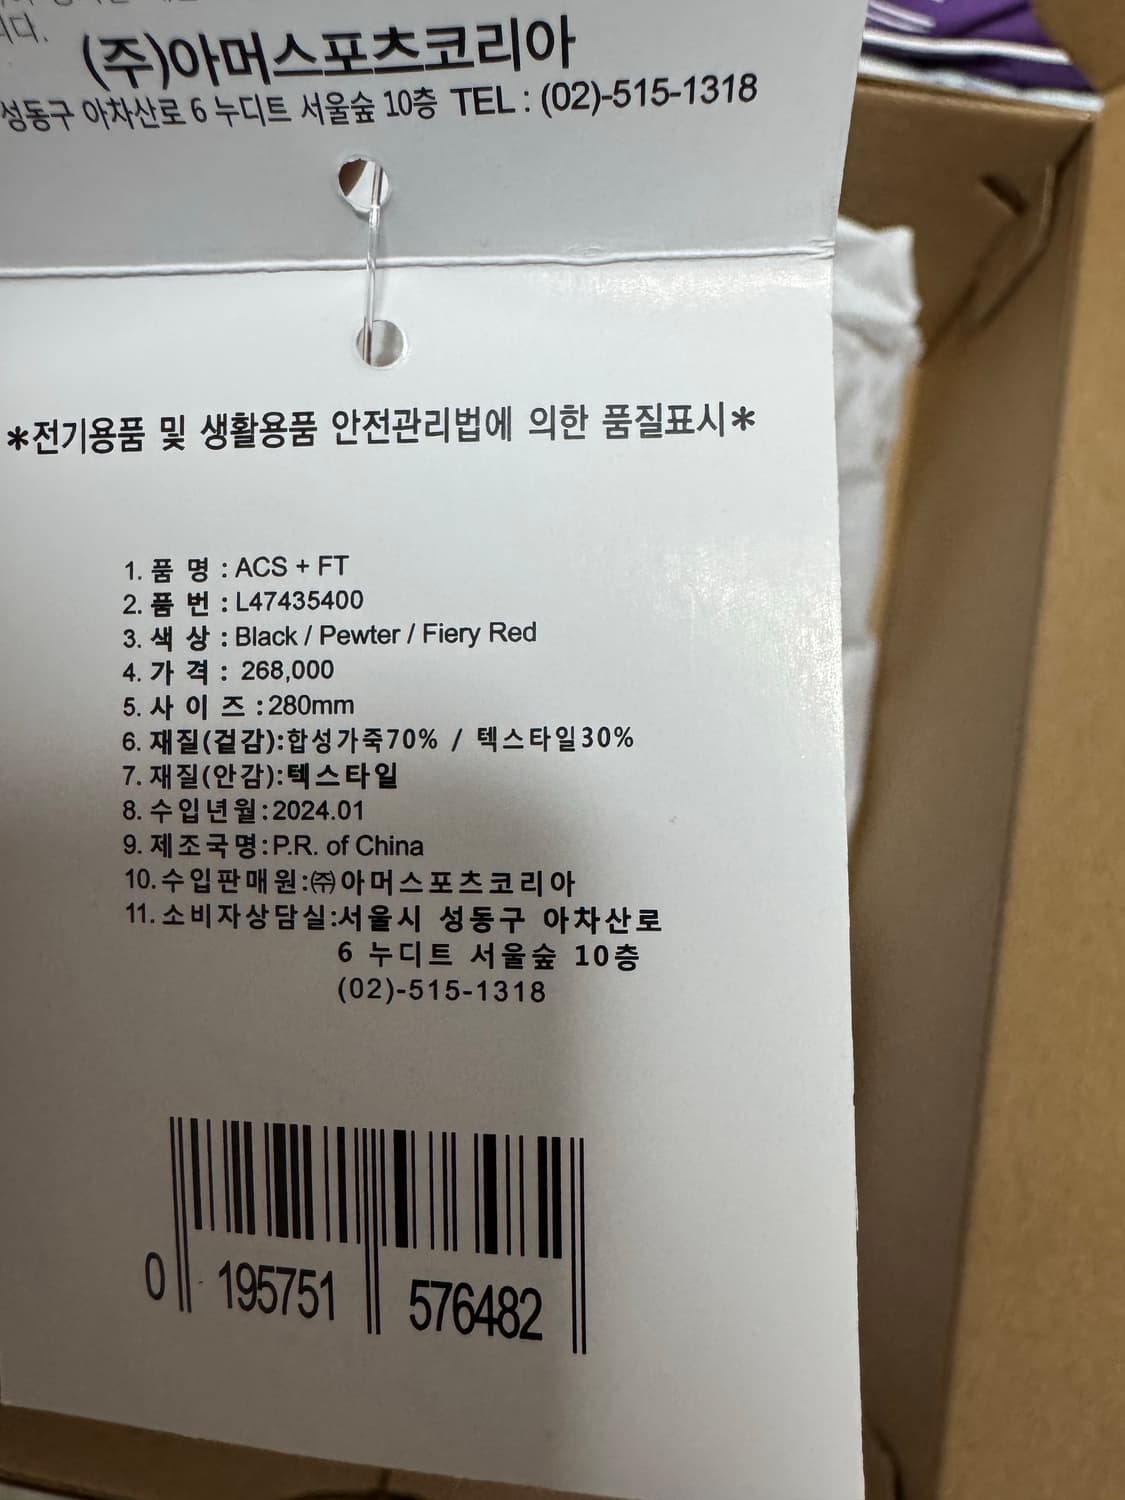 니다.
(주)아머스포츠코리아
성동구 아차산로 6 누디트 서울숲 10층 TEL : (02)-515-1318
*전기용품 및 생활용품 안전관리법에 의한 품질표시*
1. 품 명 : ACS + FT
2. 품 번 : L47435400
3. 색 상 : Black / Pewter / Fiery Red
4. 가 격 : 268,000
5. 사 이 즈 : 280mm
6. 재질(겉감):합성가죽70% / 텍스타일30%
7. 재질(안감):텍스타일
8. 수입년월:2024.01
9. 제조국명:P.R. of China
10.수입판매원:㈜아머스포츠코리아
11.소비자상담실:서울시 성동구 아차산로
6 누디트 서울숲 10층
(02)-515-1318
0 195751 576482